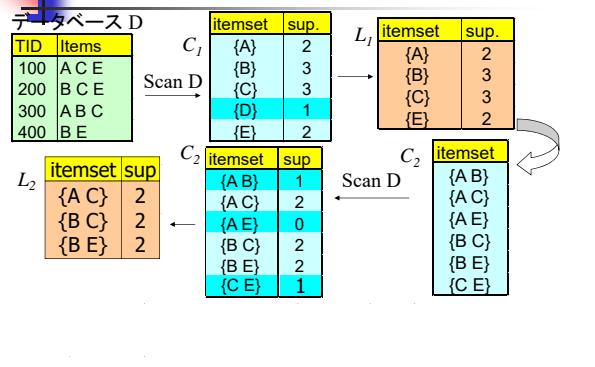 データベース D
TID Items
100 A C E
200 B C E
300 A B C
400 B E
Scan D
C1
itemset sup.
{A} 2
{B} 3
{C} 3
{D} 1
{E} 2
L1
itemset sup.
{A} 2
{B} 3
{C} 3
{E} 2
C2
itemset
{A B}
{A C}
{A E}
{B C}
{B E}
{C E}
Scan D
C2
itemset sup
{A B} 1
{A C} 2
{A E} 0
{B C} 2
{B E} 2
{C E} 1
L2
itemset sup
{A C} 2
{B C} 2
{B E} 2